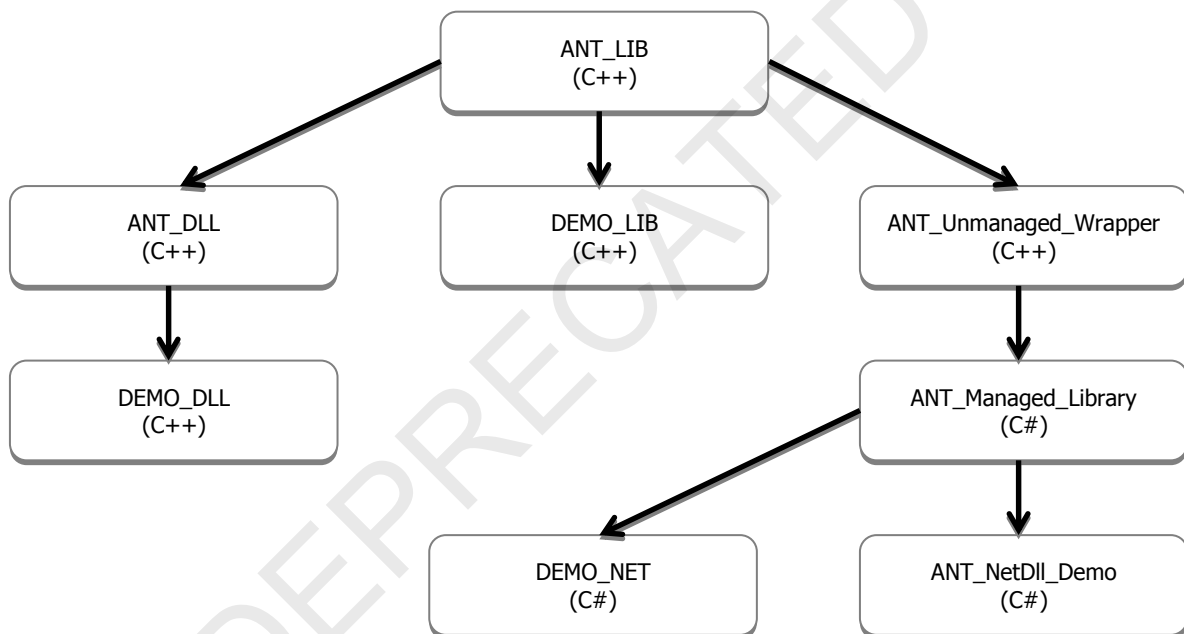 ANT_LIB
(C++)
ANT_DLL
(C++)
DEMO_LIB
(C++)
ANT_Unmanaged_Wrapper
(C++)
DEMO_DLL
(C++)
ANT_Managed_Library
(C#)
DEMO_NET
(C#)
ANT_NetDll_Demo
(C#)
DEPRECATED